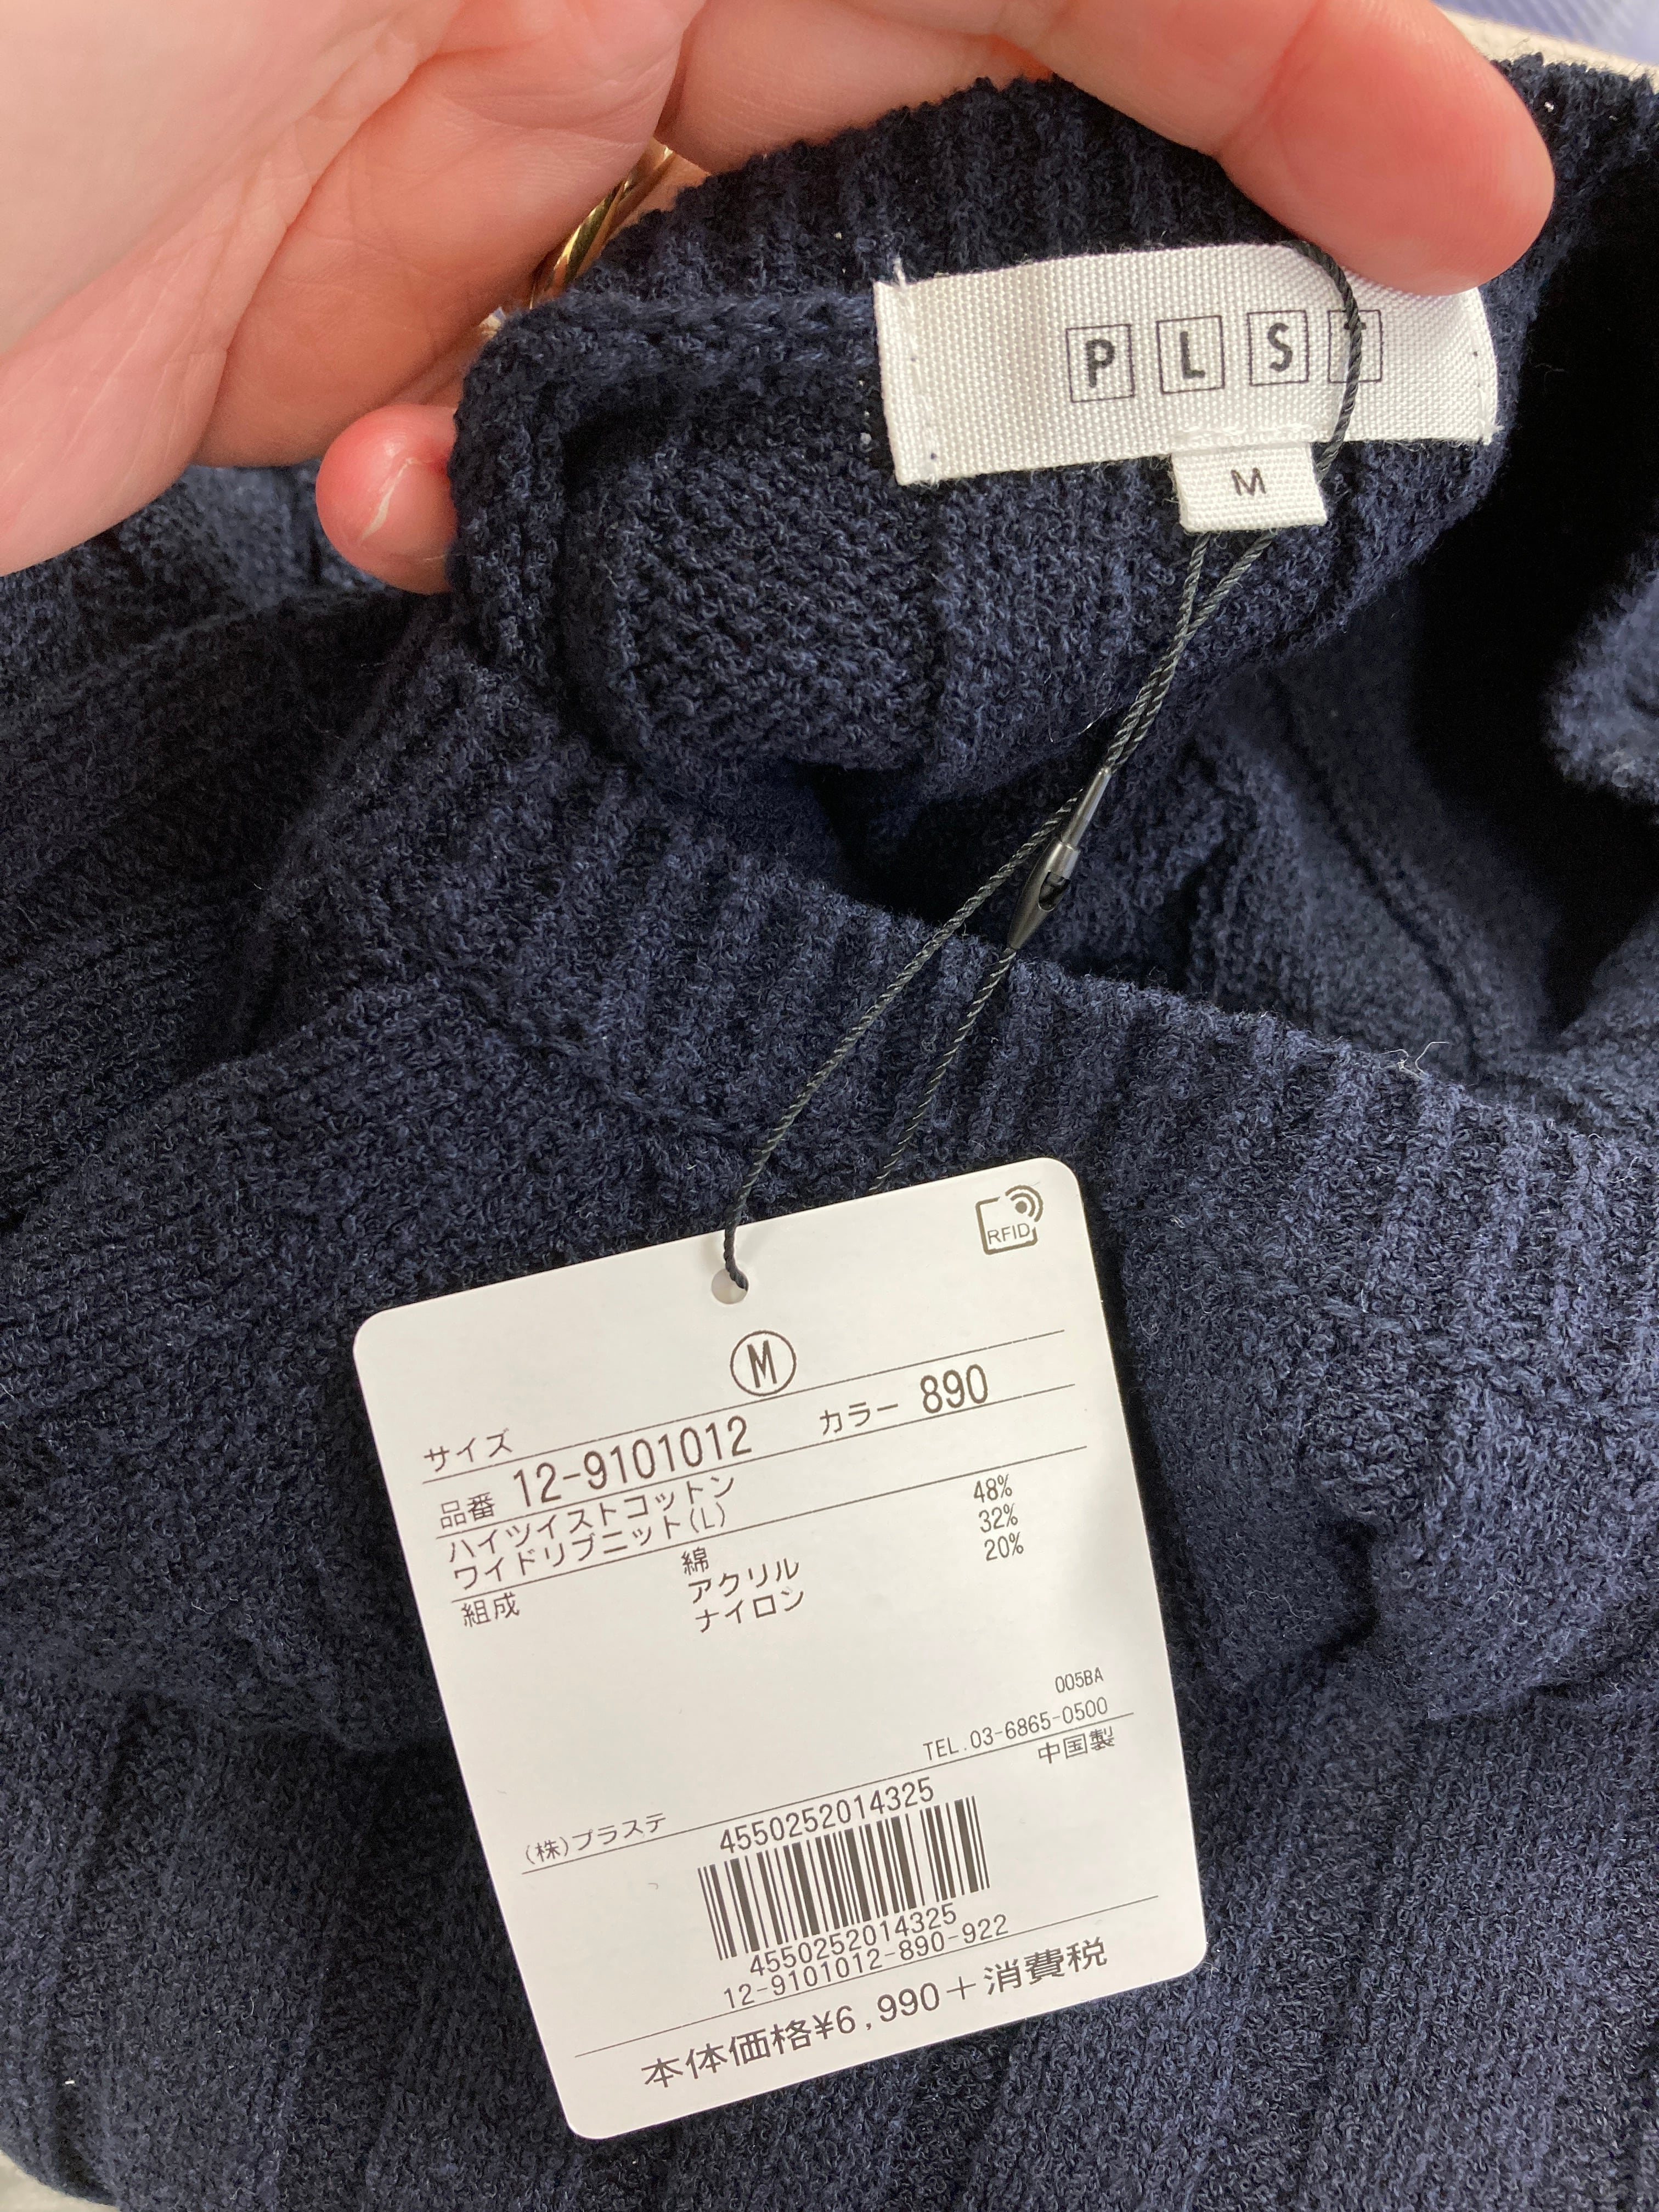 PLST
M
RFID
サイズ M
品番 12-9101012 カラー 890
ハイツイストコットン
ワイドリブニット(L)
組成 綿 48%
アクリル 32%
ナイロン 20%
005BA
TEL.03-6865-0500
(株)プラステ 中国製
4550252014325
4550252014325
12-9101012-890-922
本体価格¥6,990+消費税